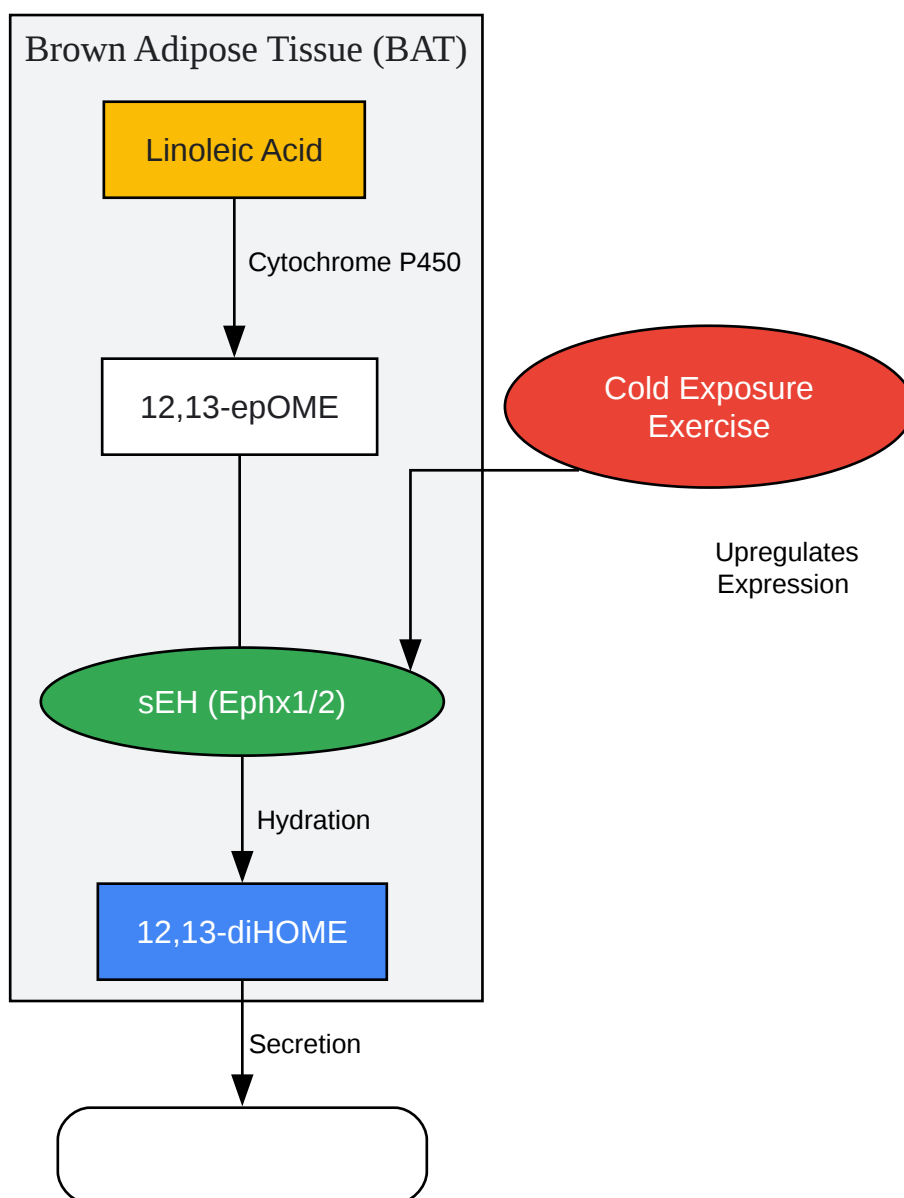 Brown Adipose Tissue (BAT)
Linoleic Acid
Cytochrome P450
12,13-epOME
Cold Exposure
Exercise
Upregulates
Expression
sEH (Ephx1/2)
Hydration
12,13-diHOME
Secretion